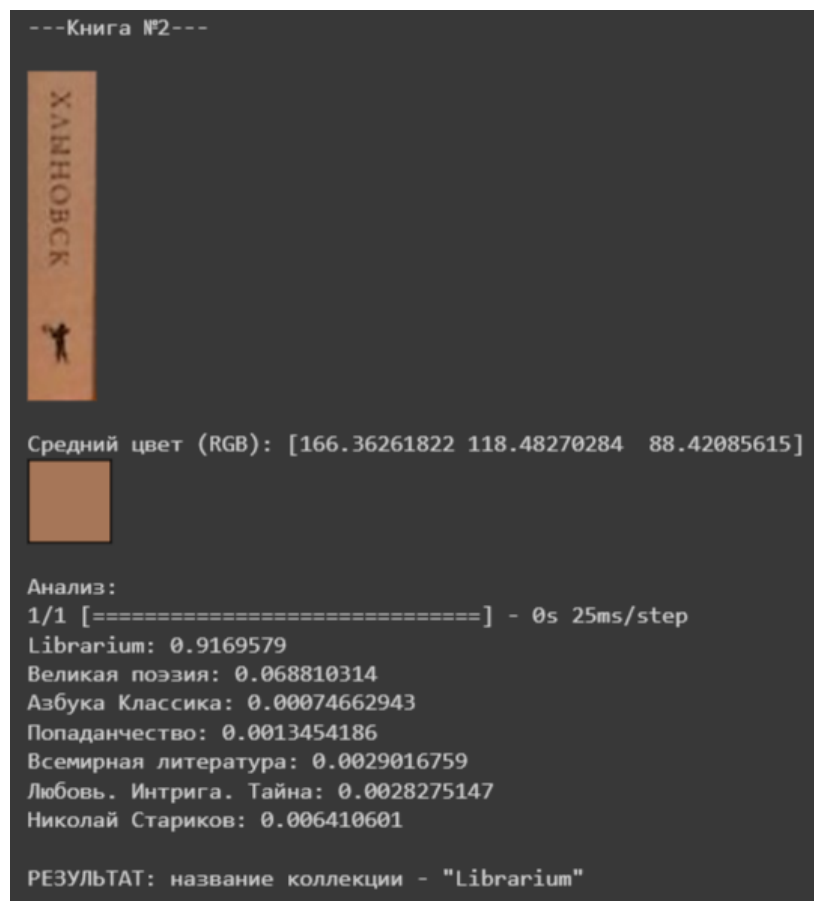 ---Книга №2---
ХЛЫНОВСК
Средний цвет (RGB): [166.36261822 118.48270284  88.42085615]
Анализ:
1/1 [==============================] - 0s 25ms/step
Librarium: 0.9169579
Великая поэзия: 0.068810314
Азбука Классика: 0.00074662943
Попаданчество: 0.0013454186
Всемирная литература: 0.0029016759
Любовь. Интрига. Тайна: 0.0028275147
Николай Стариков: 0.006410601
РЕЗУЛЬТАТ: название коллекции - "Librarium"